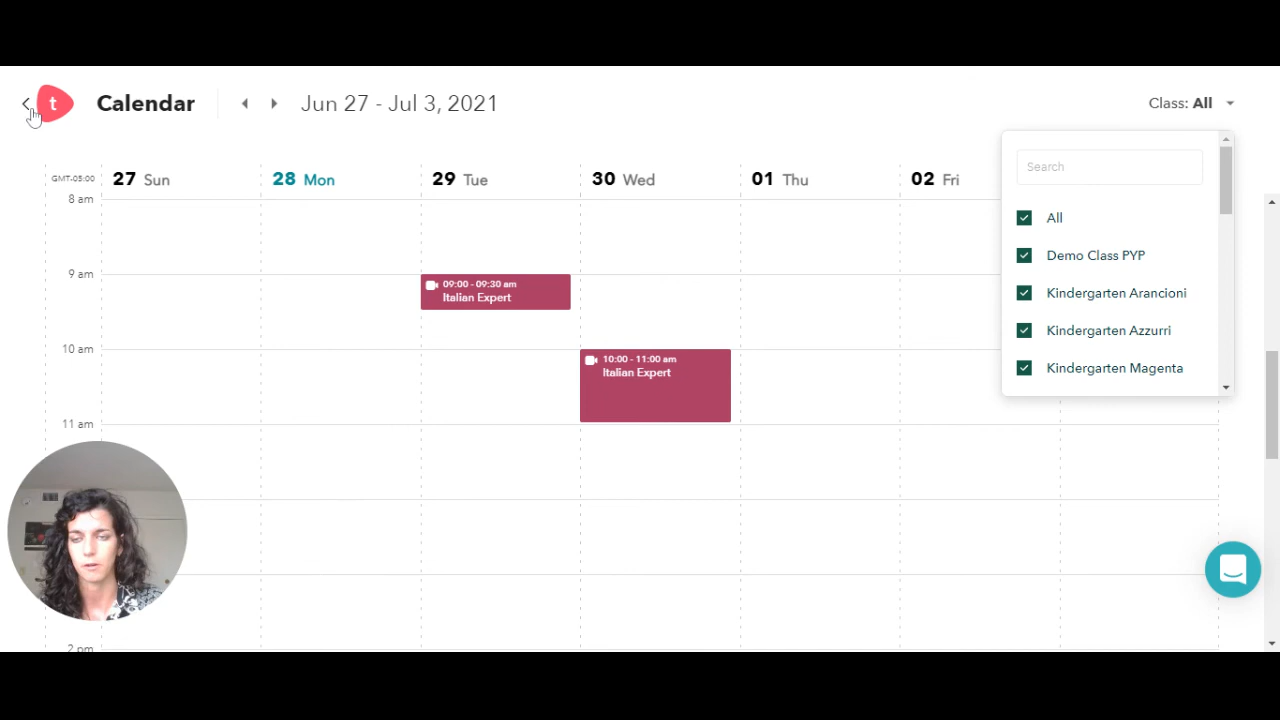 t
Calendar
Jun 27 - Jul 3, 2021
Class: All
Search
All
Demo Class PYP
Kindergarten Arancioni
Kindergarten Azzurri
Kindergarten Magenta
GMT-05:00
27 Sun
28 Mon
29 Tue
30 Wed
01 Thu
02 Fri
8 am
9 am
09:00 - 09:30 am
Italian Expert
10 am
10:00 - 11:00 am
Italian Expert
11 am
2 pm